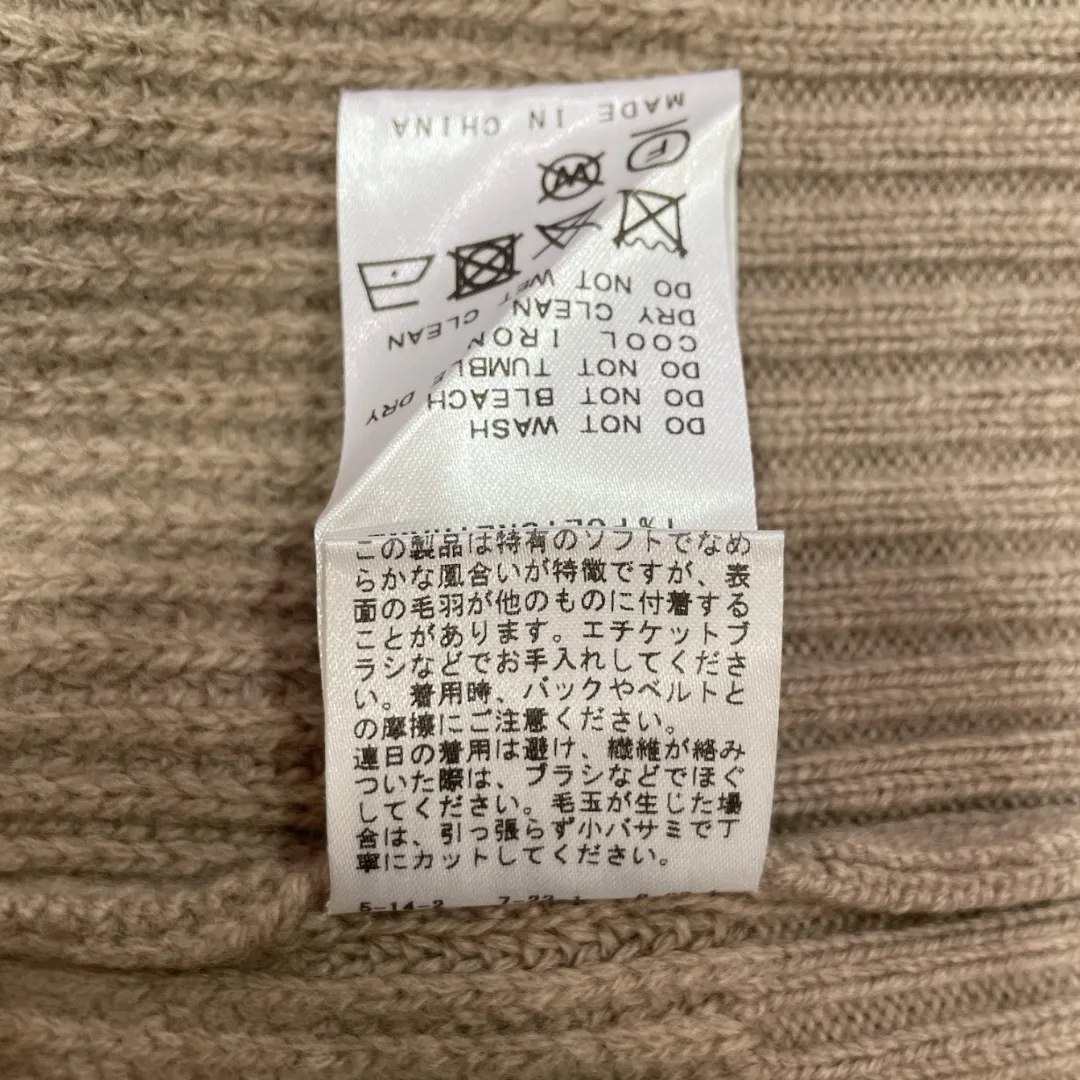 DO NOT WASH
DO NOT BLEACH
DO NOT TUMBLE DRY
COOL IRON
DRY CLEAN
DO NOT WET CLEAN
W
F
MADE IN CHINA
この製品は特有のソフトでなめ
らかな風合いが特徴ですが、表
面の毛羽が他のものに付着する
ことがあります。エチケットブ
ラシなどでお手入れしてくださ
い。着用時、バックやベルトと
の摩擦にご注意ください。
連日の着用は避け、繊維が絡み
ついた際は、ブラシなどでほぐ
してください。毛玉が生じた場
合は、引っ張らず小バサミで丁
寧にカットしてください。
5-14-2